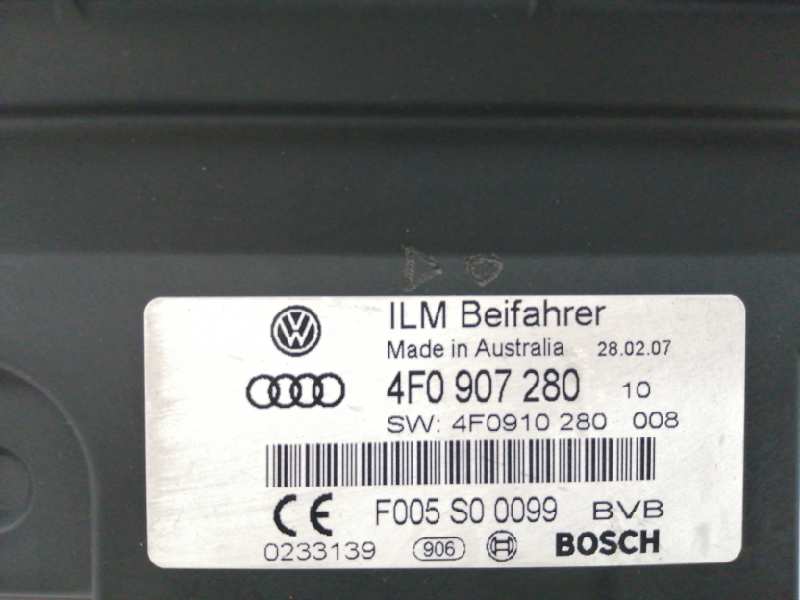 ILM Beifahrer
Made in Australia 28.02.07
4F0 907 280 10
SW: 4F0910 280 008
CE F005 S0 0099 BVB
0233139 906 BOSCH